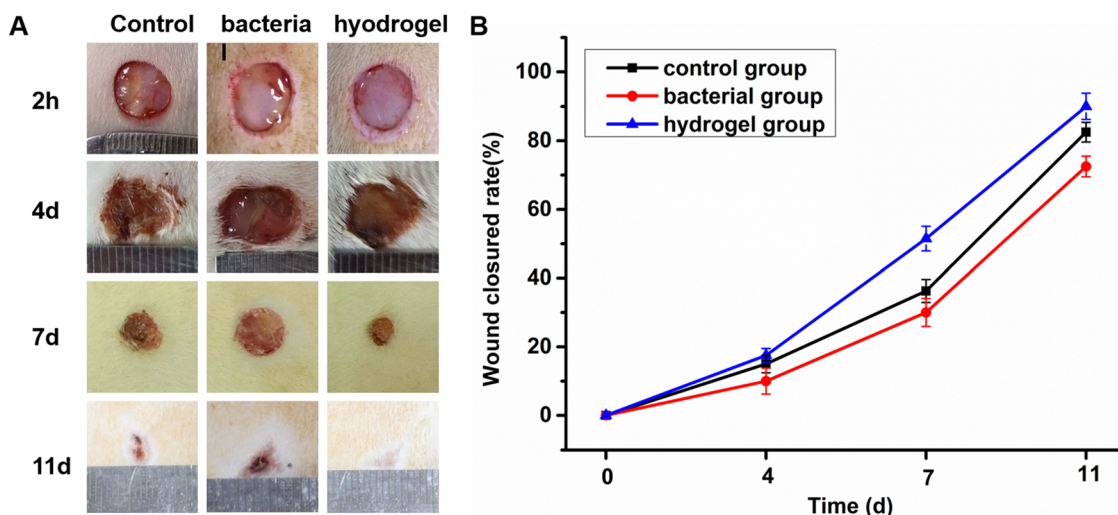 A
Control bacteria hyodrogel
2h
4d
7d
11d
B
control group
bacterial group
hydrogel group
Wound closured rate(%)
100
80
60
40
20
0
0 4 7 11
Time (d)